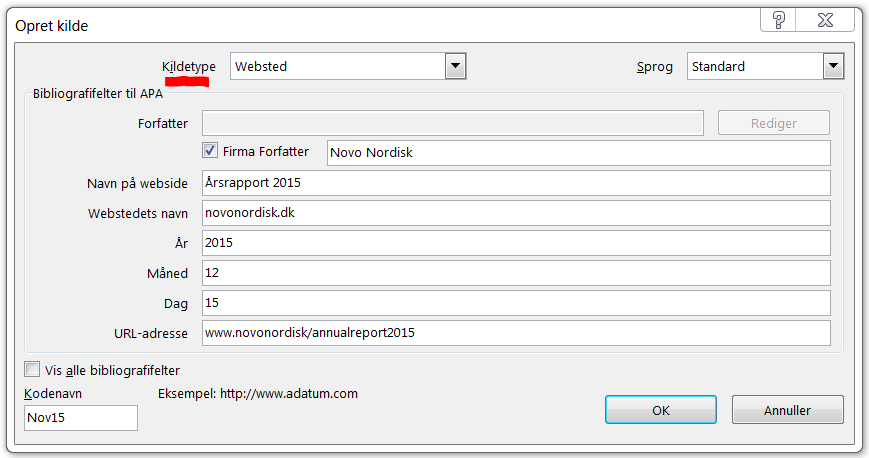 Opret kilde
Kildetype Websted Sprog Standard
Bibliografifelter til APA
Forfatter Rediger
Firma Forfatter Novo Nordisk
Navn på webside Årsrapport 2015
Webstedets navn novonordisk.dk
År 2015
Måned 12
Dag 15
URL-adresse www.novonordisk/annualreport2015
Vis alle bibliografifelter
Kodenavn Eksempel: http://www.adatum.com
Nov15 OK Annuller